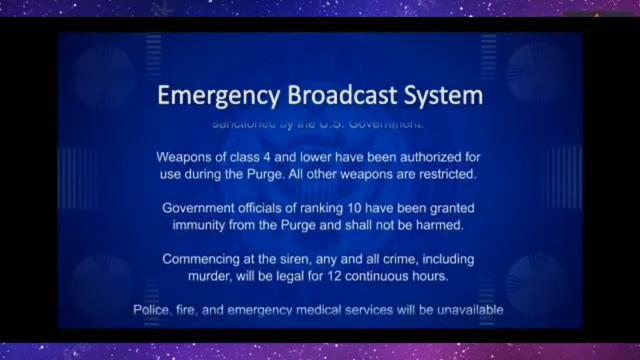 Emergency Broadcast System
sanctioned by the U.S. Government.
Weapons of class 4 and lower have been authorized for
use during the Purge. All other weapons are restricted.
Government officials of ranking 10 have been granted
immunity from the Purge and shall not be harmed.
Commencing at the siren, any and all crime, including
murder, will be legal for 12 continuous hours.
Police, fire, and emergency medical services will be unavailable